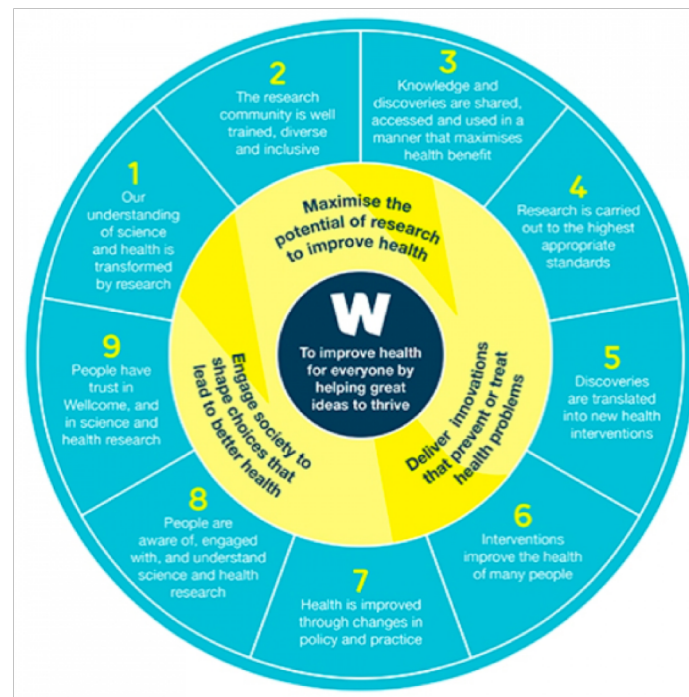 W
To improve health
for everyone by
helping great
ideas to thrive
Maximise the
potential of research
to improve health
Deliver innovations
that prevent or treat
health problems
Engage society to
shape choices that
lead to better health
1
Our
understanding
of science
and health is
transformed
by research
2
The research
community is well
trained, diverse
and inclusive
3
Knowledge and
discoveries are shared,
accessed and used in a
manner that maximises
health benefit
4
Research is carried
out to the highest
appropriate
standards
5
Discoveries
are translated
into new health
interventions
6
Interventions
improve the health
of many people
7
Health is improved
through changes in
policy and practice
8
People are
aware of, engaged
with, and understand
science and health
research
9
People have
trust in
Wellcome, and
in science and
health research